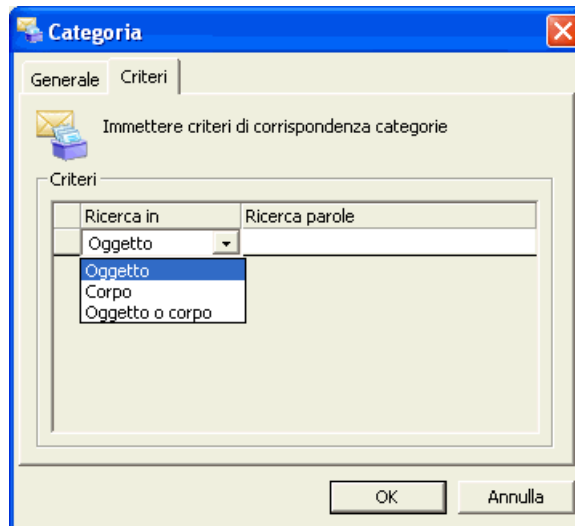 Categoria
Generale Criteri
Immettere criteri di corrispondenza categorie
Criteri
Ricerca in Ricerca parole
Oggetto
Oggetto
Corpo
Oggetto o corpo
OK Annulla